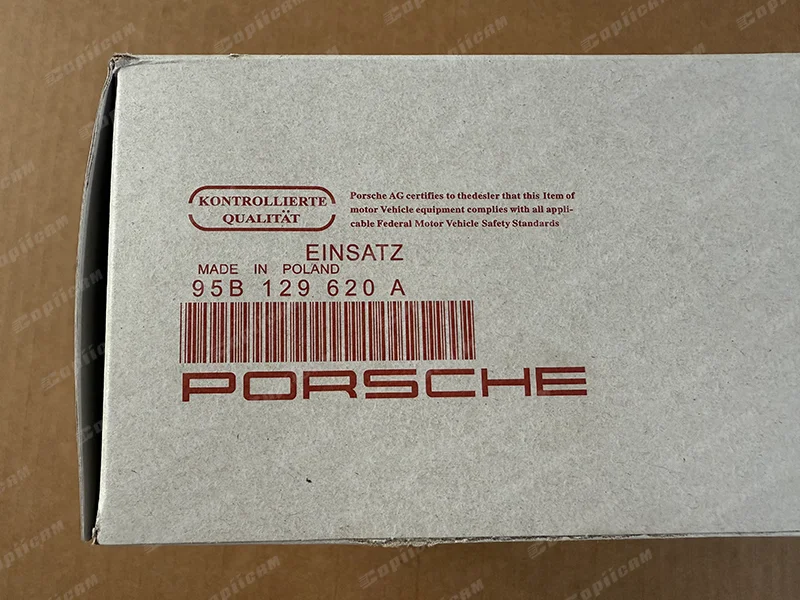 KONTROLLIERTE
QUALITÄT
Porsche AG certifies to thedesler that this Item of
motor Vehicle equipment complies with all appli-
cable Federal Motor Vehicle Safety Standards
EINSATZ
MADE IN POLAND
95B 129 620 A
PORSCHE
Copiicam